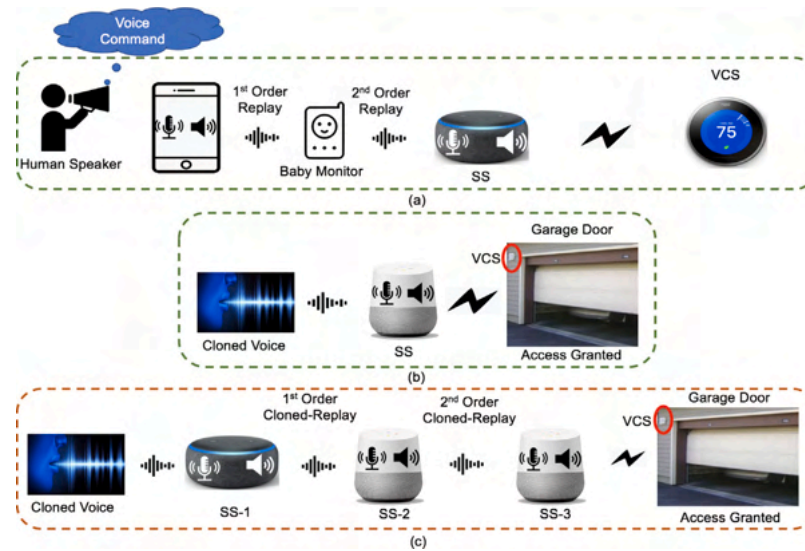 Voice
Command
1st Order
Replay
2nd Order
Replay
VCS
75
Human Speaker
Baby Monitor
SS
(a)
Garage Door
VCS
Cloned Voice
SS
Access Granted
(b)
1st Order
Cloned-Replay
2nd Order
Cloned-Replay
Garage Door
VCS
Cloned Voice
SS-1
SS-2
SS-3
Access Granted
(c)